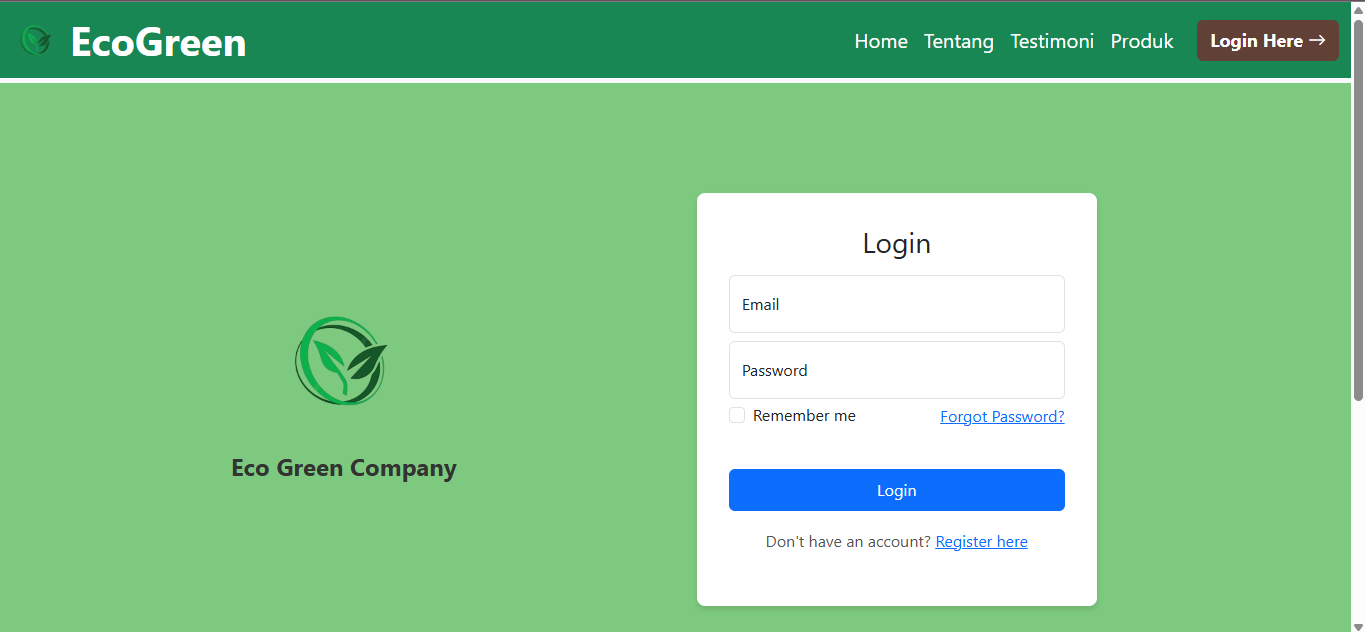 EcoGreen
Home Tentang Testimoni Produk Login Here →
Login
Email
Password
Remember me Forgot Password?
Eco Green Company
Login
Don't have an account? Register here